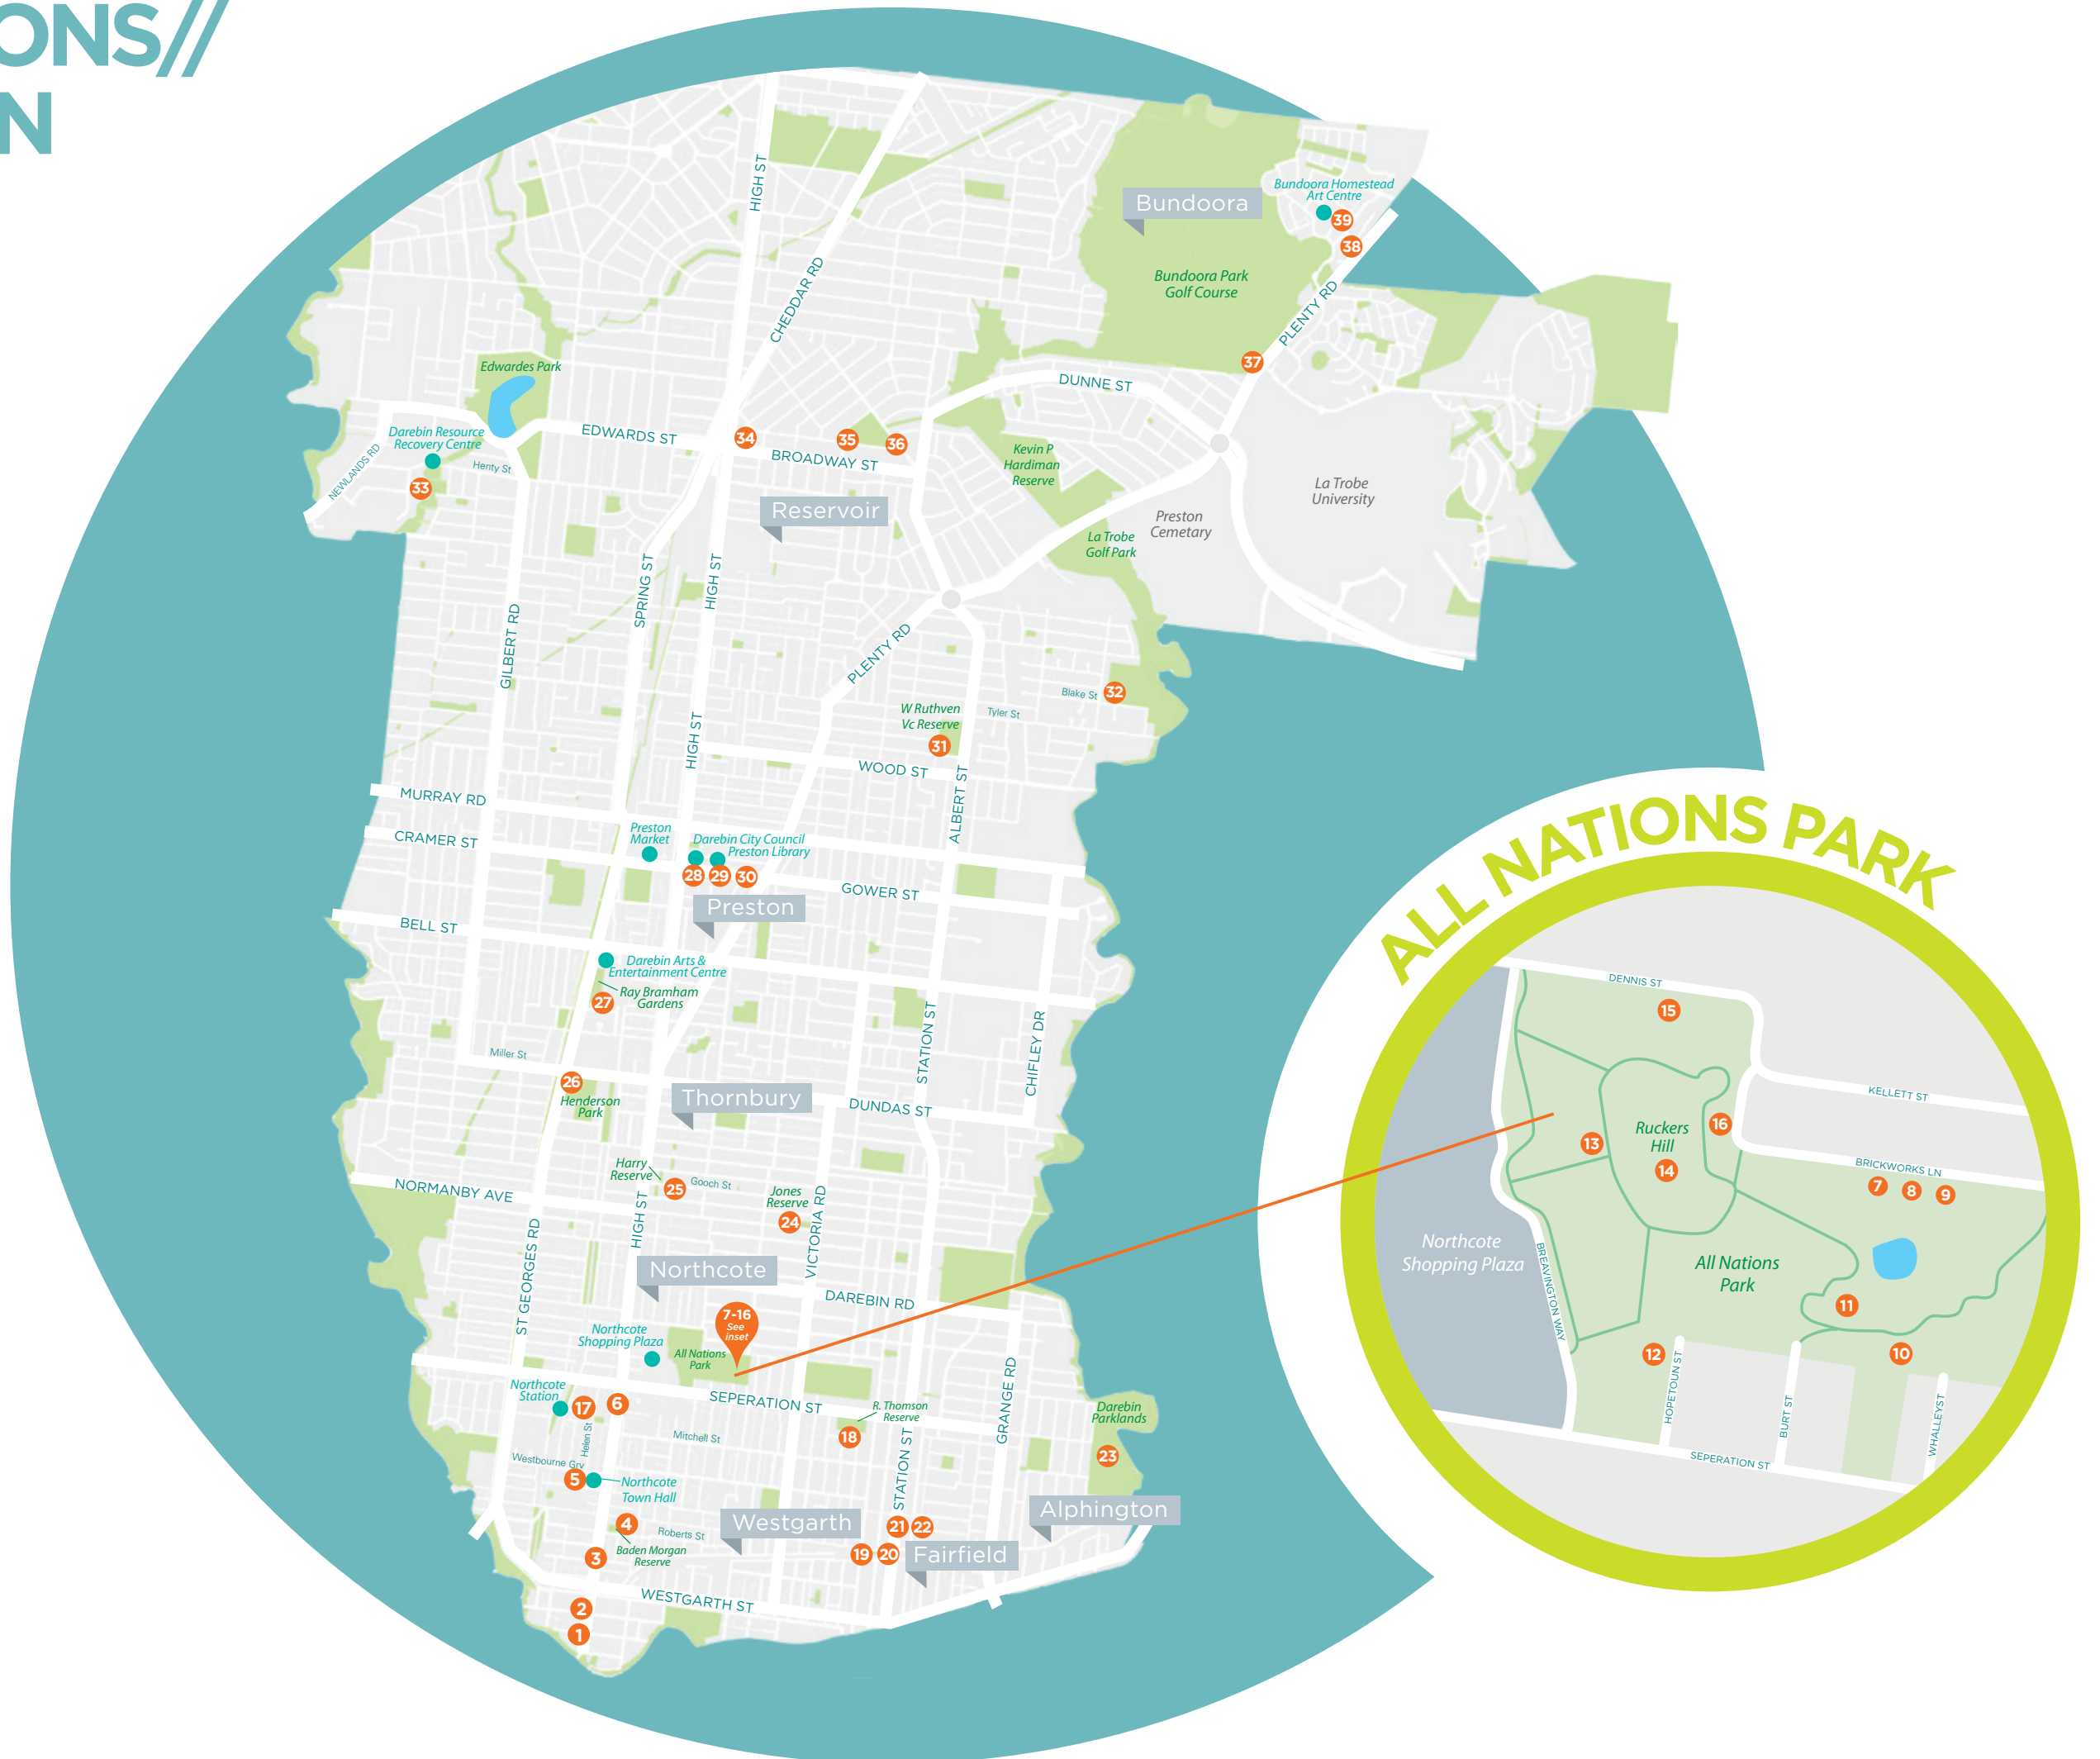 ONS//
N
HIGH ST
CHEDDAR RD
Bundoora
Bundoora Homestead
Art Centre
39
38
Bundoora Park
Golf Course
PLENTY RD
37
Edwardes Park
DUNNE ST
Darebin Resource
Recovery Centre
EDWARDS ST
34
35
36
BROADWAY ST
NEWLANDS RD
Henty St
33
Kevin P
Hardiman
Reserve
La Trobe
University
Reservoir
Preston
Cemetary
La Trobe
Golf Park
SPRING ST
HIGH ST
GILBERT RD
PLENTY RD
Blake St
32
W Ruthven
Vc Reserve
Tyler St
31
HIGH ST
WOOD ST
ALBERT ST
MURRAY RD
CRAMER ST
Preston
Market
Darebin City Council
Preston Library
28
29
30
GOWER ST
Preston
BELL ST
Darebin Arts &
Entertainment Centre
Ray Bramham
Gardens
27
STATION ST
CHIFLEY DR
Miller St
26
Henderson
Park
Thornbury
DUNDAS ST
Harry
Reserve
25
Gooch St
Jones
Reserve
24
NORMANBY AVE
HIGH ST
VICTORIA RD
ST GEORGES RD
Northcote
DAREBIN RD
7-16
See
inset
Northcote
Shopping Plaza
All Nations
Park
Northcote
Station
17
6
SEPERATION ST
R. Thomson
Reserve
18
GRANGE RD
Darebin
Parklands
23
Helen St
Mitchell St
STATION ST
Westbourne Grv
5
Northcote
Town Hall
4
Roberts St
Westgarth
21
22
Alphington
Baden Morgan
Reserve
3
19
20
Fairfield
WESTGARTH ST
2
1
ALL NATIONS PARK
DENNIS ST
15
KELLETT ST
13
Ruckers
Hill
14
16
BRICKWORKS LN
7
8
9
Northcote
Shopping Plaza
BREAVINGTON WAY
All Nations
Park
11
12
10
HOPETOUN ST
BURT ST
WHALLEYST
SEPERATION ST